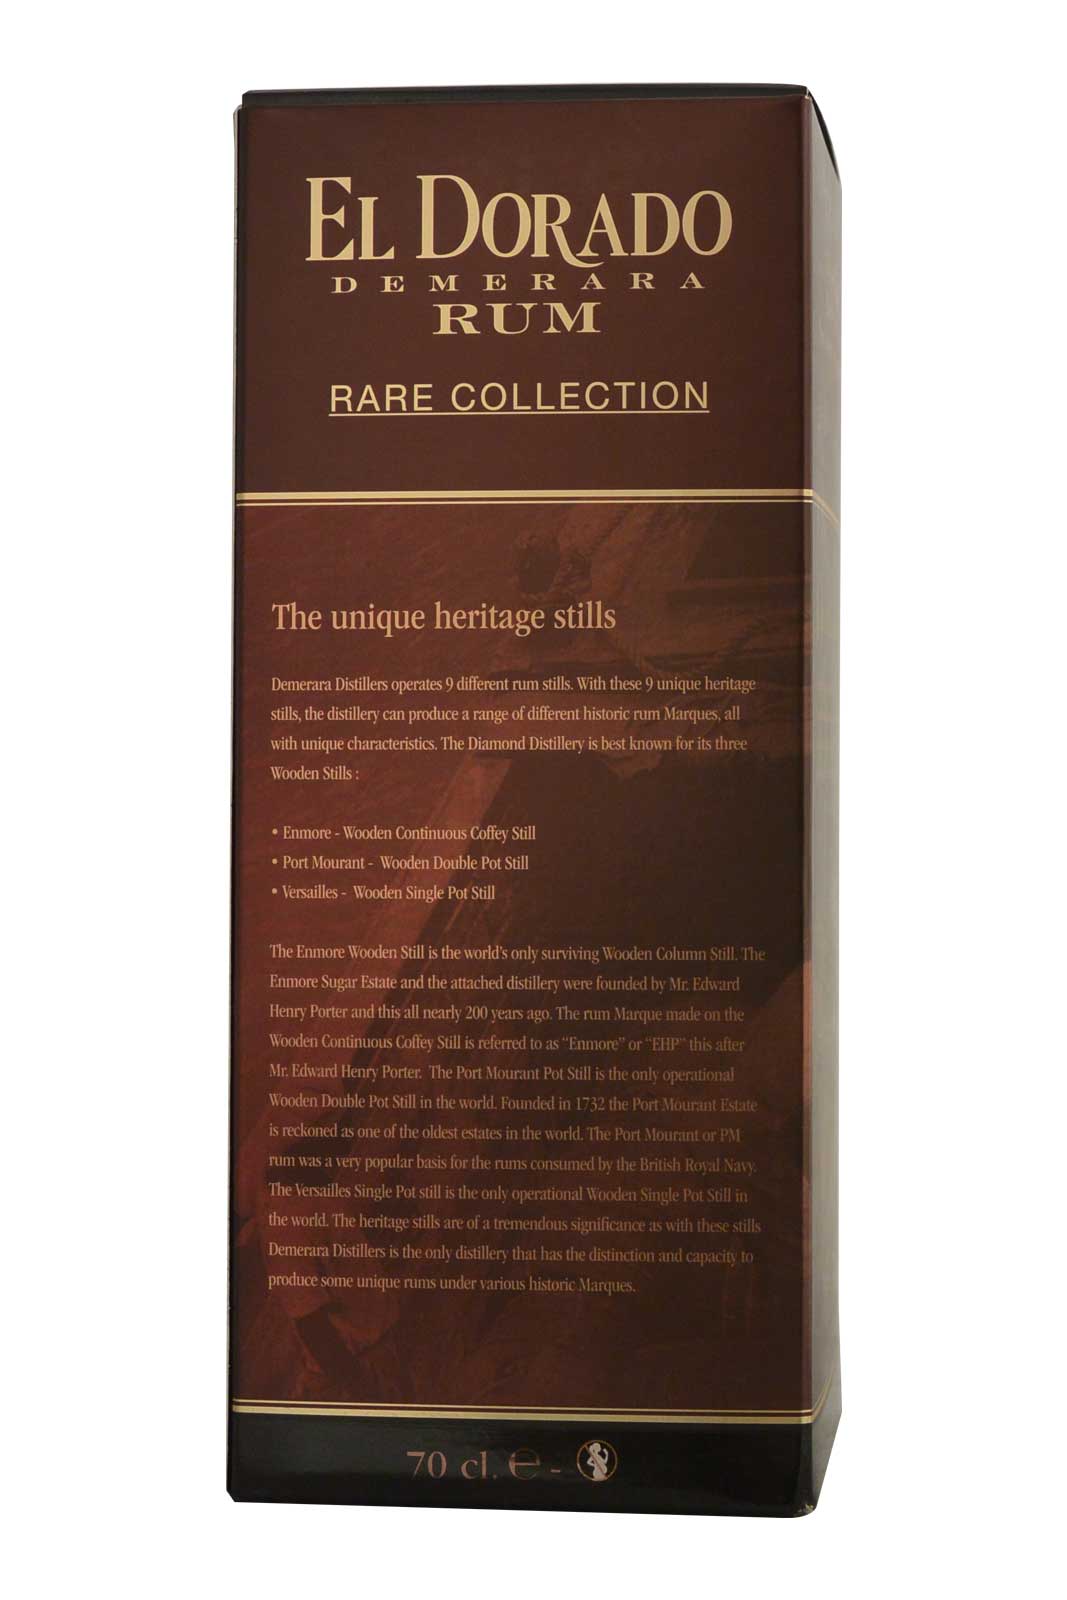 EL DORADO
DEMERARA
RUM
RARE COLLECTION
The unique heritage stills
Demerara Distillers operates 9 different rum stills. With these 9 unique heritage
stills, the distillery can produce a range of different historic rum Marques, all
with unique characteristics. The Diamond Distillery is best known for its three
Wooden Stills :
• Enmore - Wooden Continuous Coffey Still
• Port Mourant - Wooden Double Pot Still
• Versailles - Wooden Single Pot Still
The Enmore Wooden Still is the world's only surviving Wooden Column Still. The
Enmore Sugar Estate and the attached distillery were founded by Mr. Edward
Henry Porter and this all nearly 200 years ago. The rum Marque made on the
Wooden Continuous Coffey Still is referred to as “Enmore” or “EHP” this after
Mr. Edward Henry Porter. The Port Mourant Pot Still is the only operational
Wooden Double Pot Still in the world. Founded in 1732 the Port Mourant Estate
is reckoned as one of the oldest estates in the world. The Port Mourant or PM
rum was a very popular basis for the rums consumed by the British Royal Navy.
The Versailles Single Pot still is the only operational Wooden Single Pot Still in
the world. The heritage stills are of a tremendous significance as with these stills
Demerara Distillers is the only distillery that has the distinction and capacity to
produce some unique rums under various historic Marques.
70 cl. ℮ -